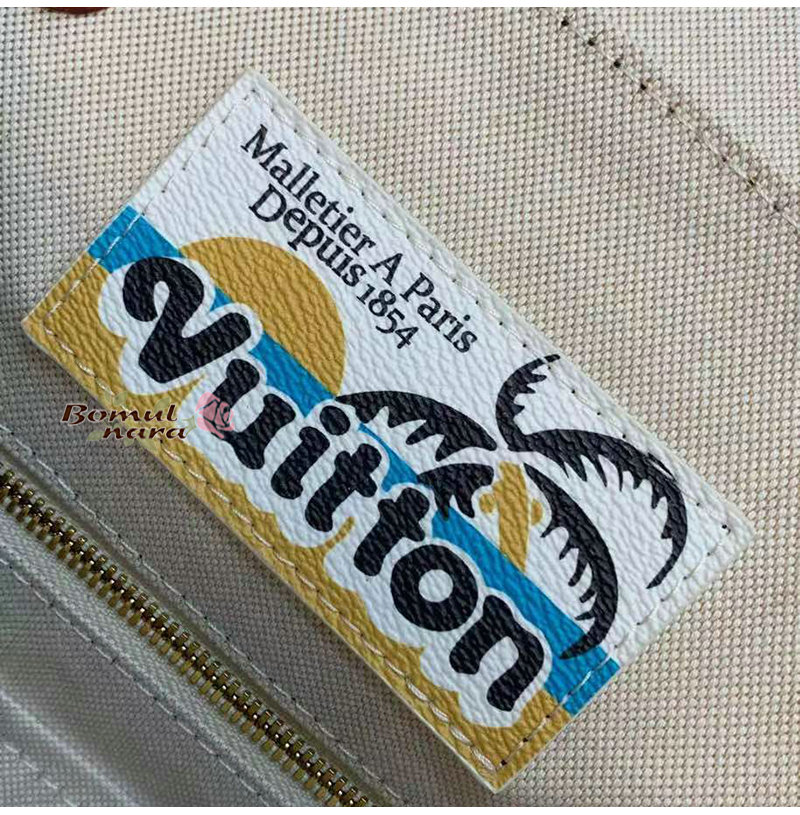 Malletier A Paris
Depuis 1854
Vuitton
Bomul
nara